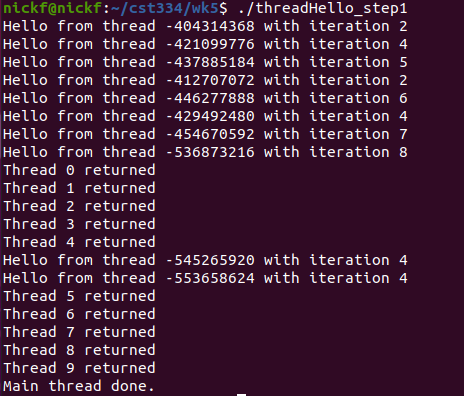 nickf@nickf:~/cst334/wk5$ ./threadHello_step1
Hello from thread -404314368 with iteration 2
Hello from thread -421099776 with iteration 4
Hello from thread -437885184 with iteration 5
Hello from thread -412707072 with iteration 2
Hello from thread -446277888 with iteration 6
Hello from thread -429492480 with iteration 4
Hello from thread -454670592 with iteration 7
Hello from thread -536873216 with iteration 8
Thread 0 returned
Thread 1 returned
Thread 2 returned
Thread 3 returned
Thread 4 returned
Hello from thread -545265920 with iteration 4
Hello from thread -553658624 with iteration 4
Thread 5 returned
Thread 6 returned
Thread 7 returned
Thread 8 returned
Thread 9 returned
Main thread done.